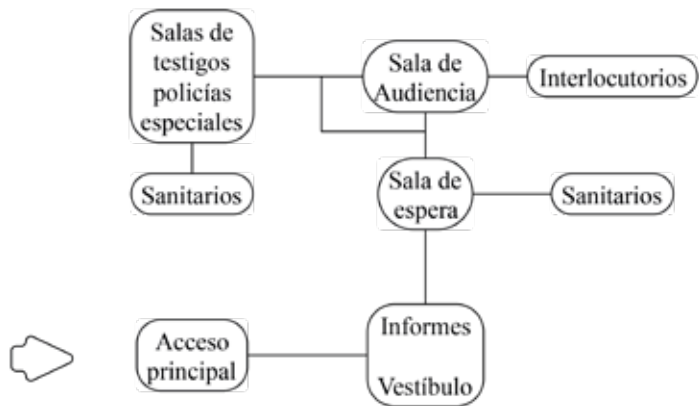 Salas de
testigos
policías
especiales
Sala de
Audiencia
Interlocutorios
Sanitarios
Sala de
espera
Sanitarios
Acceso
principal
Informes
Vestíbulo